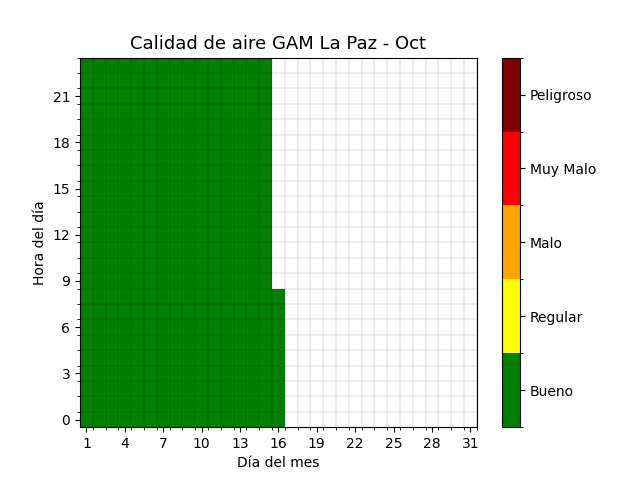 Calidad de aire GAM La Paz - Oct
Hora del día
21
18
15
12
9
6
3
0
1 4 7 10 13 16 19 22 25 28 31
Día del mes
Peligroso
Muy Malo
Malo
Regular
Bueno